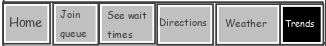 Home
Join
queue
See wait
times
Directions
Weather
Trends